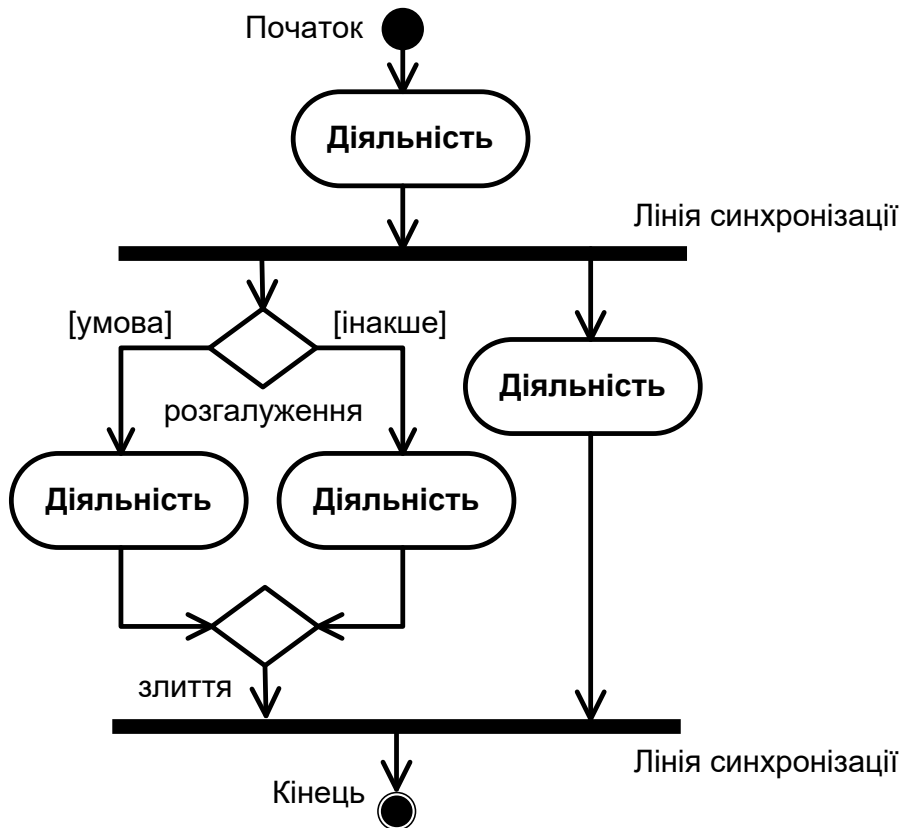 Початок
Діяльність
Лінія синхронізації
[умова]
[інакше]
Діяльність
розгалуження
Діяльність
Діяльність
злиття
Лінія синхронізації
Кінець